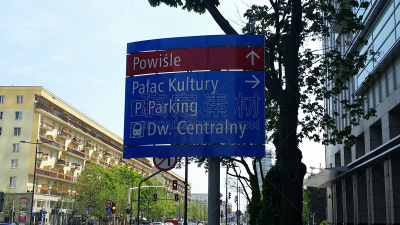 Powiśle
Pałac Kultury
P Parking
Dw. Centralny